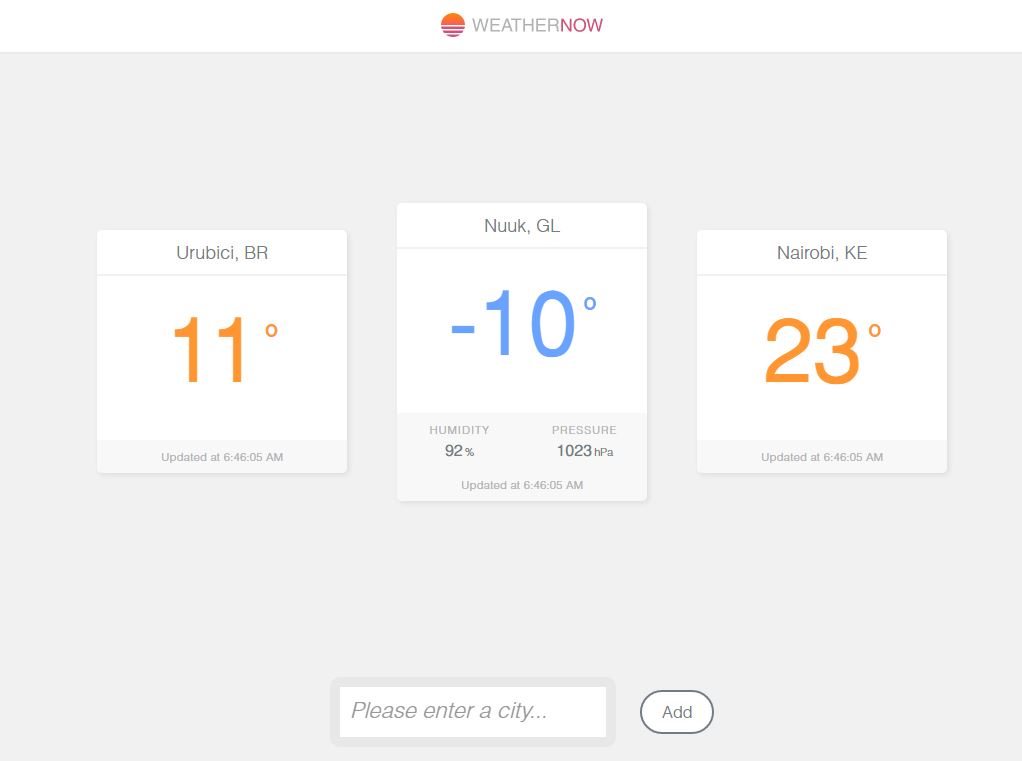 WEATHERNOW
Urubici, BR
11°
Updated at 6:46:05 AM
Nuuk, GL
-10°
HUMIDITY PRESSURE
92 % 1023 hPa
Updated at 6:46:05 AM
Nairobi, KE
23°
Updated at 6:46:05 AM
Please enter a city... Add